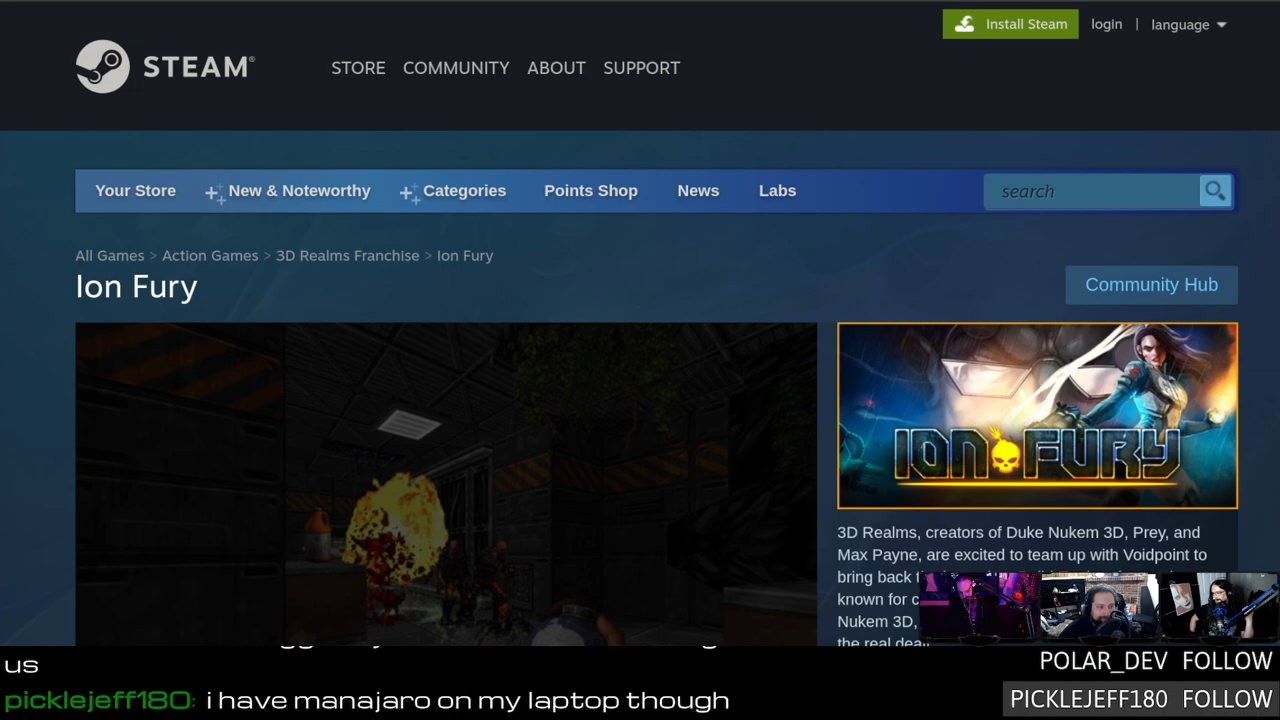 Install Steam login | language
STEAM®
STORE COMMUNITY ABOUT SUPPORT
Your Store New & Noteworthy Categories Points Shop News Labs search
All Games > Action Games > 3D Realms Franchise > Ion Fury
Ion Fury
Community Hub
ION FURY
3D Realms, creators of Duke Nukem 3D, Prey, and
Max Payne, are excited to team up with Voidpoint to
bring back
known for
Nukem 3D,
the real
us
picklejeff180: i have manajaro on my laptop though
POLAR_DEV FOLLOW
PICKLEJEFF180 FOLLOW